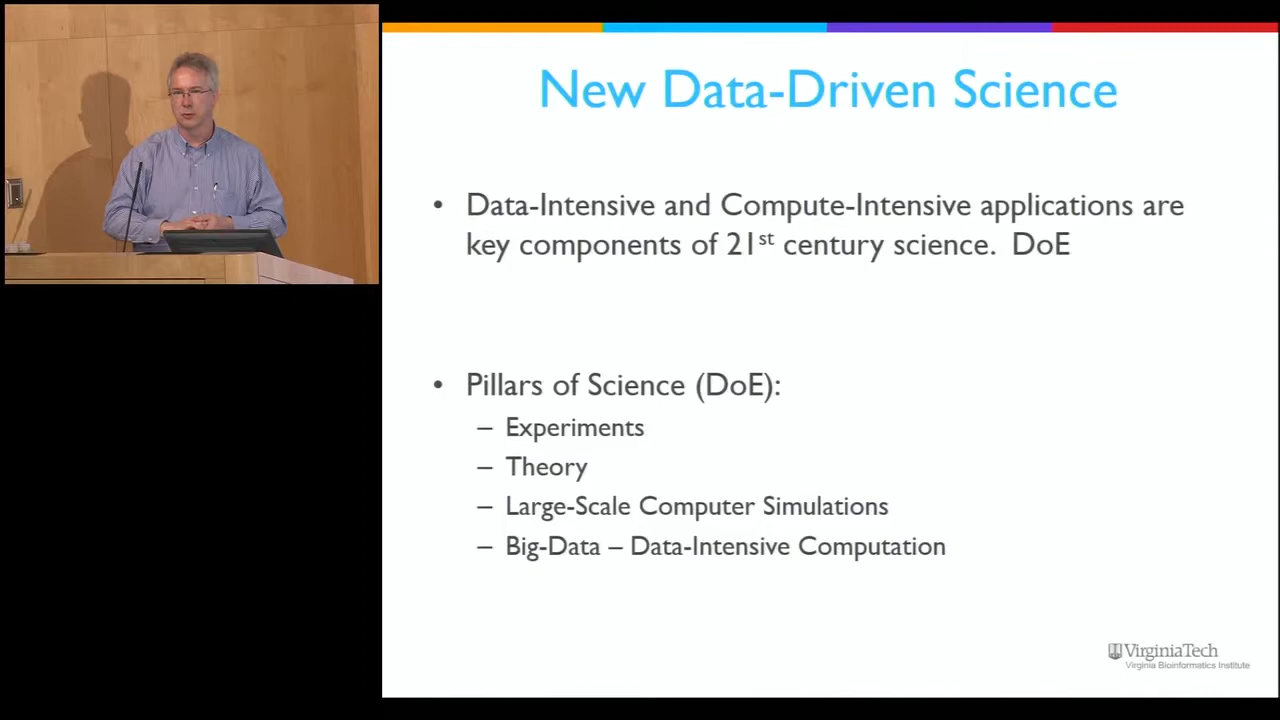 New Data-Driven Science
• Data-Intensive and Compute-Intensive applications are
key components of 21st century science. DoE
• Pillars of Science (DoE):
– Experiments
– Theory
– Large-Scale Computer Simulations
– Big-Data – Data-Intensive Computation
VirginiaTech
Virginia Bioinformatics Institute